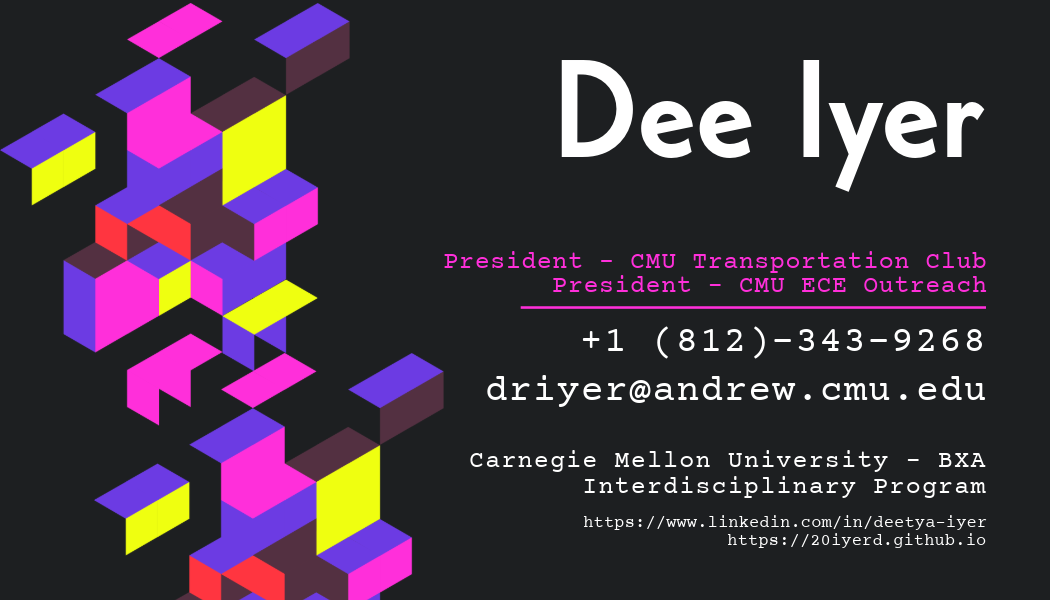 Dee Iyer
President - CMU Transportation Club
President - CMU ECE Outreach
+1 (812)-343-9268
driyer@andrew.cmu.edu
Carnegie Mellon University - BXA
Interdisciplinary Program
https://www.linkedin.com/in/deetya-iyer
https://20iyerd.github.io